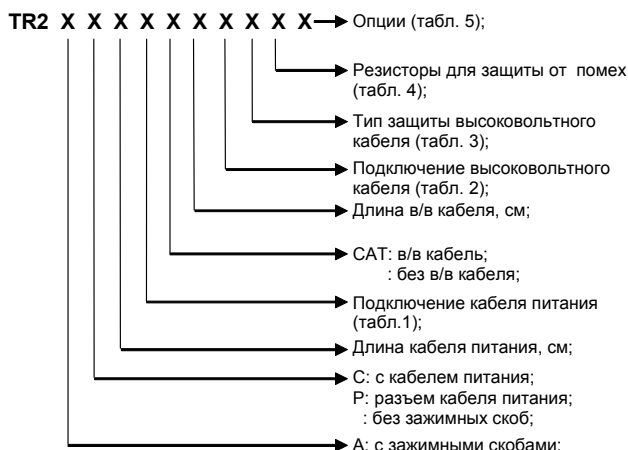 TR2 X X X X X X X X X X Опции (табл. 5);
Резисторы для защиты от помех
(табл. 4);
Тип защиты высоковольтного
кабеля (табл. 3);
Подключение высоковольтного
кабеля (табл. 2);
Длина в/в кабеля, см;
CAT: в/в кабель;
: без в/в кабеля;
Подключение кабеля питания
(табл.1);
Длина кабеля питания, см;
C: с кабелем питания;
P: разъем кабеля питания;
: без зажимных скоб;
A: с зажимными скобами;